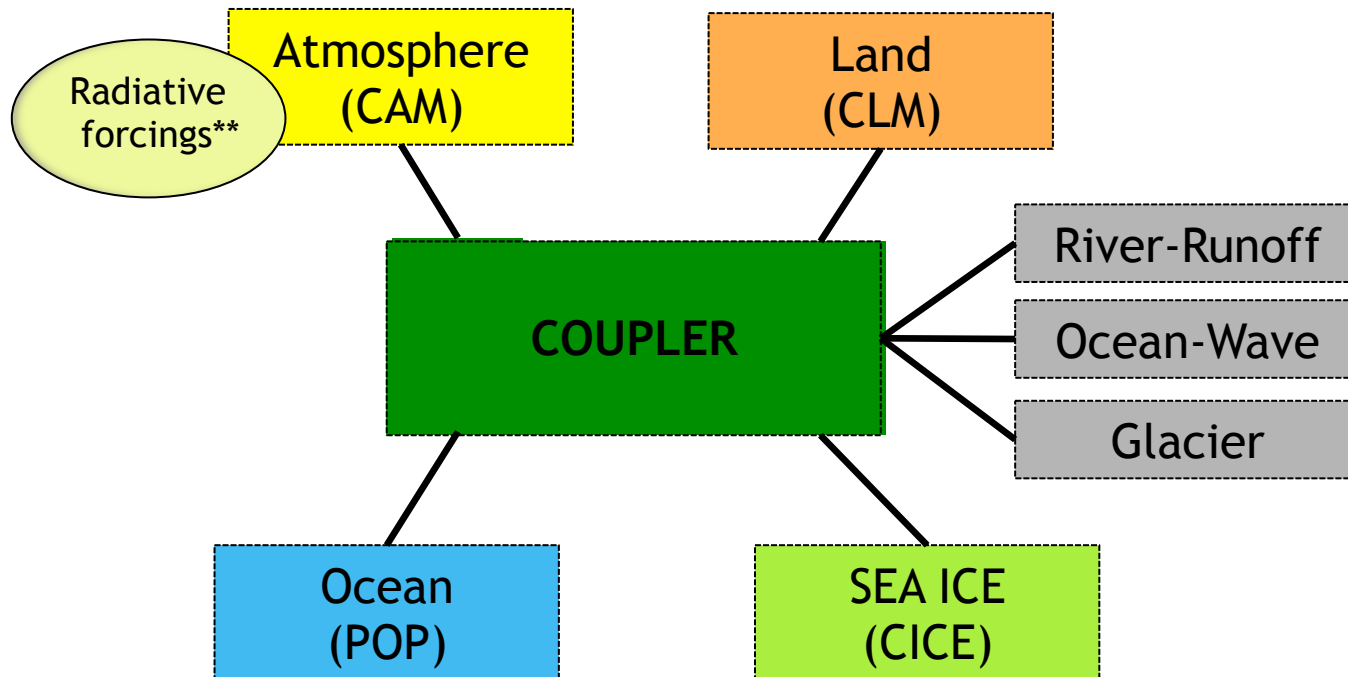 Radiative
forcings**
Atmosphere
(CAM)
Land
(CLM)
COUPLER
River-Runoff
Ocean-Wave
Glacier
Ocean
(POP)
SEA ICE
(CICE)